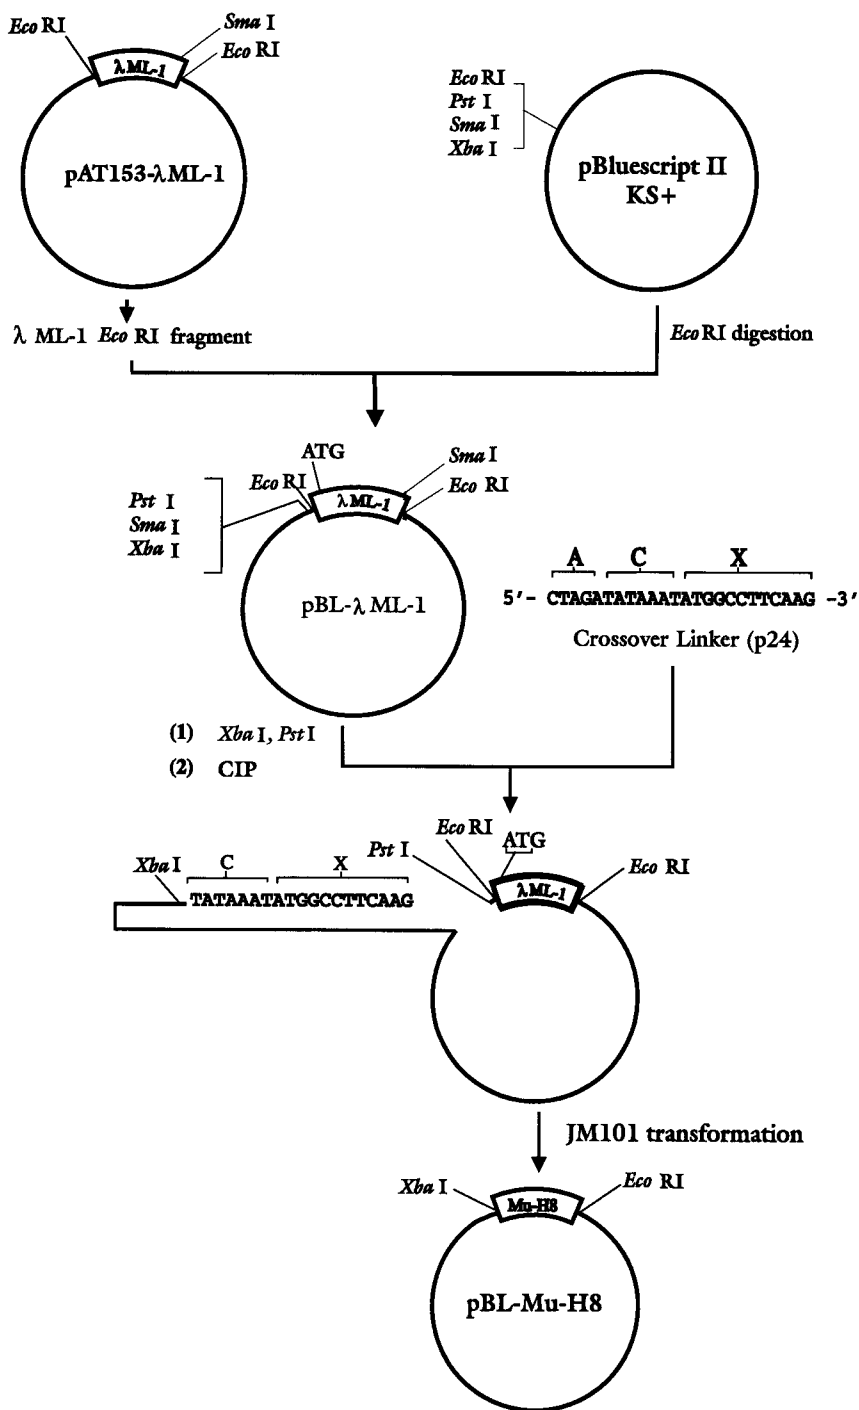 Eco RI
Sma I
Eco RI
λ ML-1
pAT153-λML-1
Eco RI
Pst I
Sma I
Xba I
pBluescript II
KS+
λ ML-1 Eco RI fragment
Eco RI digestion
ATG
Eco RI
Sma I
Eco RI
λ ML-1
Pst I
Sma I
Xba I
pBL-λ ML-1
A C X
5'- CTAGATATAAATATGGCCTTCAAG -3'
Crossover Linker (p24)
(1) Xba I, Pst I
(2) CIP
Eco RI
ATG
Pst I
Eco RI
λ ML-1
Xba I
C X
TATAAATATGGCCTTCAAG
JM101 transformation
Xba I
Eco RI
Mu-H8
pBL-Mu-H8